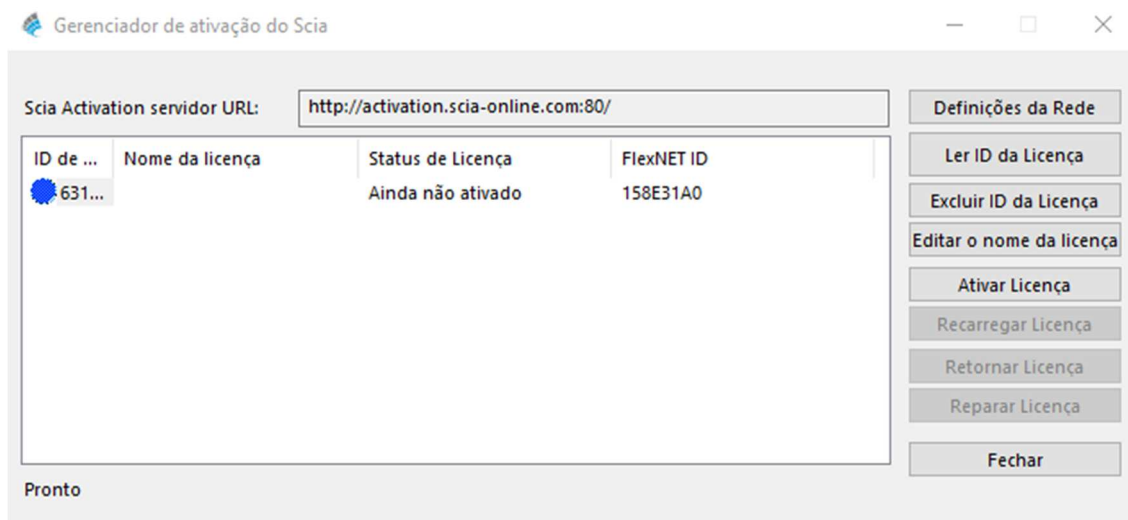 Gerenciador de ativação do Scia
Scia Activation servidor URL: http://activation.scia-online.com:80/
Definições da Rede
ID de ... Nome da licença Status de Licença FlexNET ID
Ler ID da Licença
631... Ainda não ativado 158E31A0
Excluir ID da Licença
Editar o nome da licença
Ativar Licença
Recarregar Licença
Retornar Licença
Reparar Licença
Fechar
Pronto